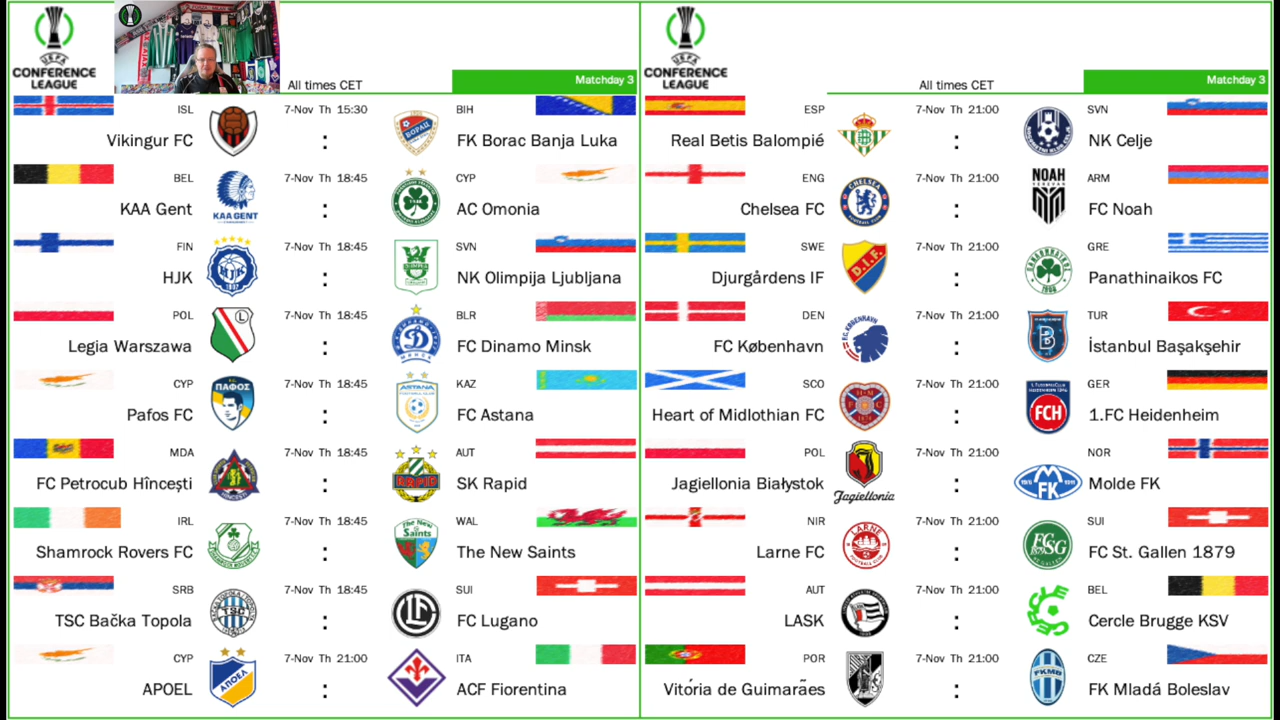 UEFA
CONFERENCE
LEAGUE
All times CET
Matchday 3
ISL 7-Nov Th 15:30 BIH
Vikingur FC : FK Borac Banja Luka
BEL 7-Nov Th 18:45 CYP
KAA Gent : AC Omonia
KAA GENT
FIN 7-Nov Th 18:45 SVN
HJK : NK Olimpija Ljubljana
POL 7-Nov Th 18:45 BLR
Legia Warszawa : FC Dinamo Minsk
CYP 7-Nov Th 18:45 KAZ
Pafos FC : FC Astana
MDA 7-Nov Th 18:45 AUT
FC Petrocub Hîncești : SK Rapid
IRL 7-Nov Th 18:45 WAL
Shamrock Rovers FC : The New Saints
SRB 7-Nov Th 18:45 SUI
TSC Bačka Topola : FC Lugano
CYP 7-Nov Th 21:00 ITA
APOEL : ACF Fiorentina
UEFA
CONFERENCE
LEAGUE
All times CET
Matchday 3
ESP 7-Nov Th 21:00 SVN
Real Betis Balompié : NK Celje
ENG 7-Nov Th 21:00 ARM
Chelsea FC : FC Noah
NOAH
SWE 7-Nov Th 21:00 GRE
Djurgårdens IF : Panathinaikos FC
DEN 7-Nov Th 21:00 TUR
FC København : İstanbul Başakşehir
SCO 7-Nov Th 21:00 GER
Heart of Midlothian FC : 1.FC Heidenheim
POL 7-Nov Th 21:00 NOR
Jagiellonia Białystok : Molde FK
Jagiellonia
NIR 7-Nov Th 21:00 SUI
Larne FC : FC St. Gallen 1879
AUT 7-Nov Th 21:00 BEL
LASK : Cercle Brugge KSV
POR 7-Nov Th 21:00 CZE
Vitória de Guimarães : FK Mladá Boleslav